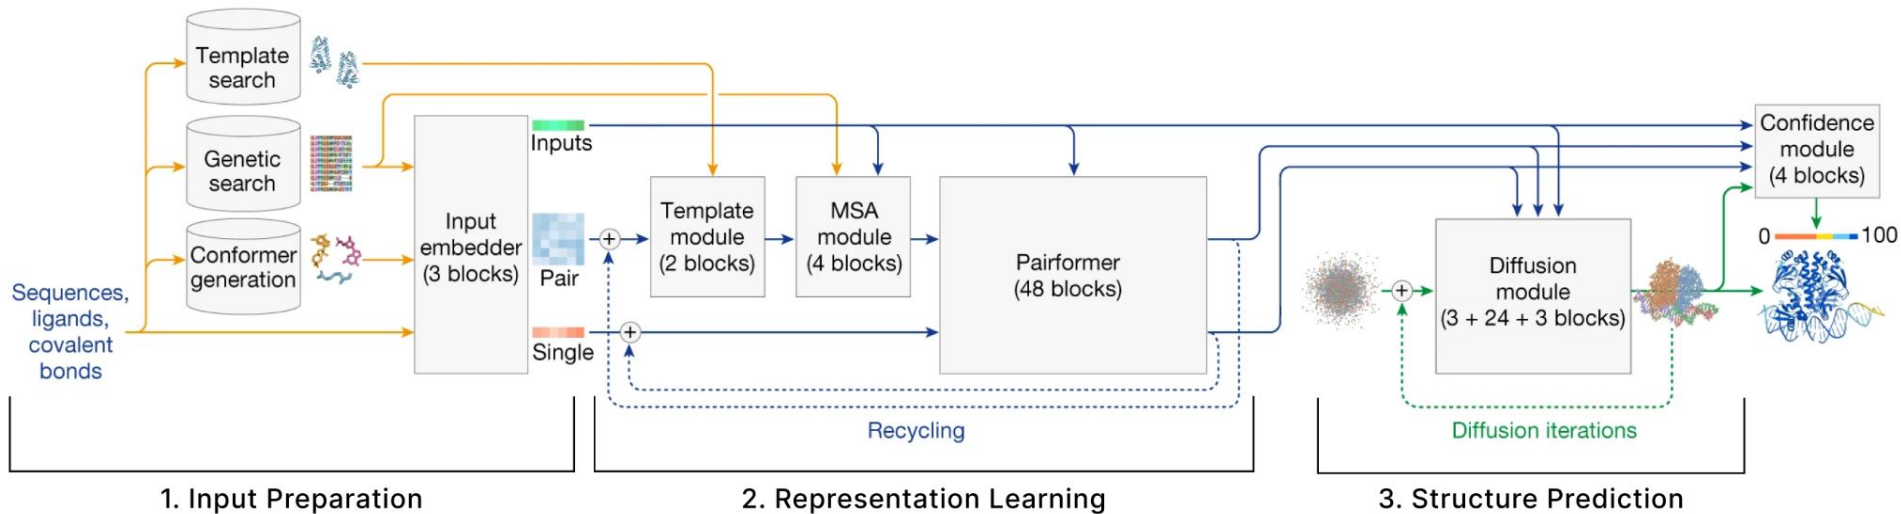 Template
search
Genetic
search
Conformer
generation
Sequences,
ligands,
covalent
bonds
Input
embedder
(3 blocks)
Inputs
Pair
Single
Template
module
(2 blocks)
MSA
module
(4 blocks)
Pairformer
(48 blocks)
Recycling
Diffusion
module
(3 + 24 + 3 blocks)
Diffusion iterations
Confidence
module
(4 blocks)
0 100
+
+
+
1. Input Preparation
2. Representation Learning
3. Structure Prediction